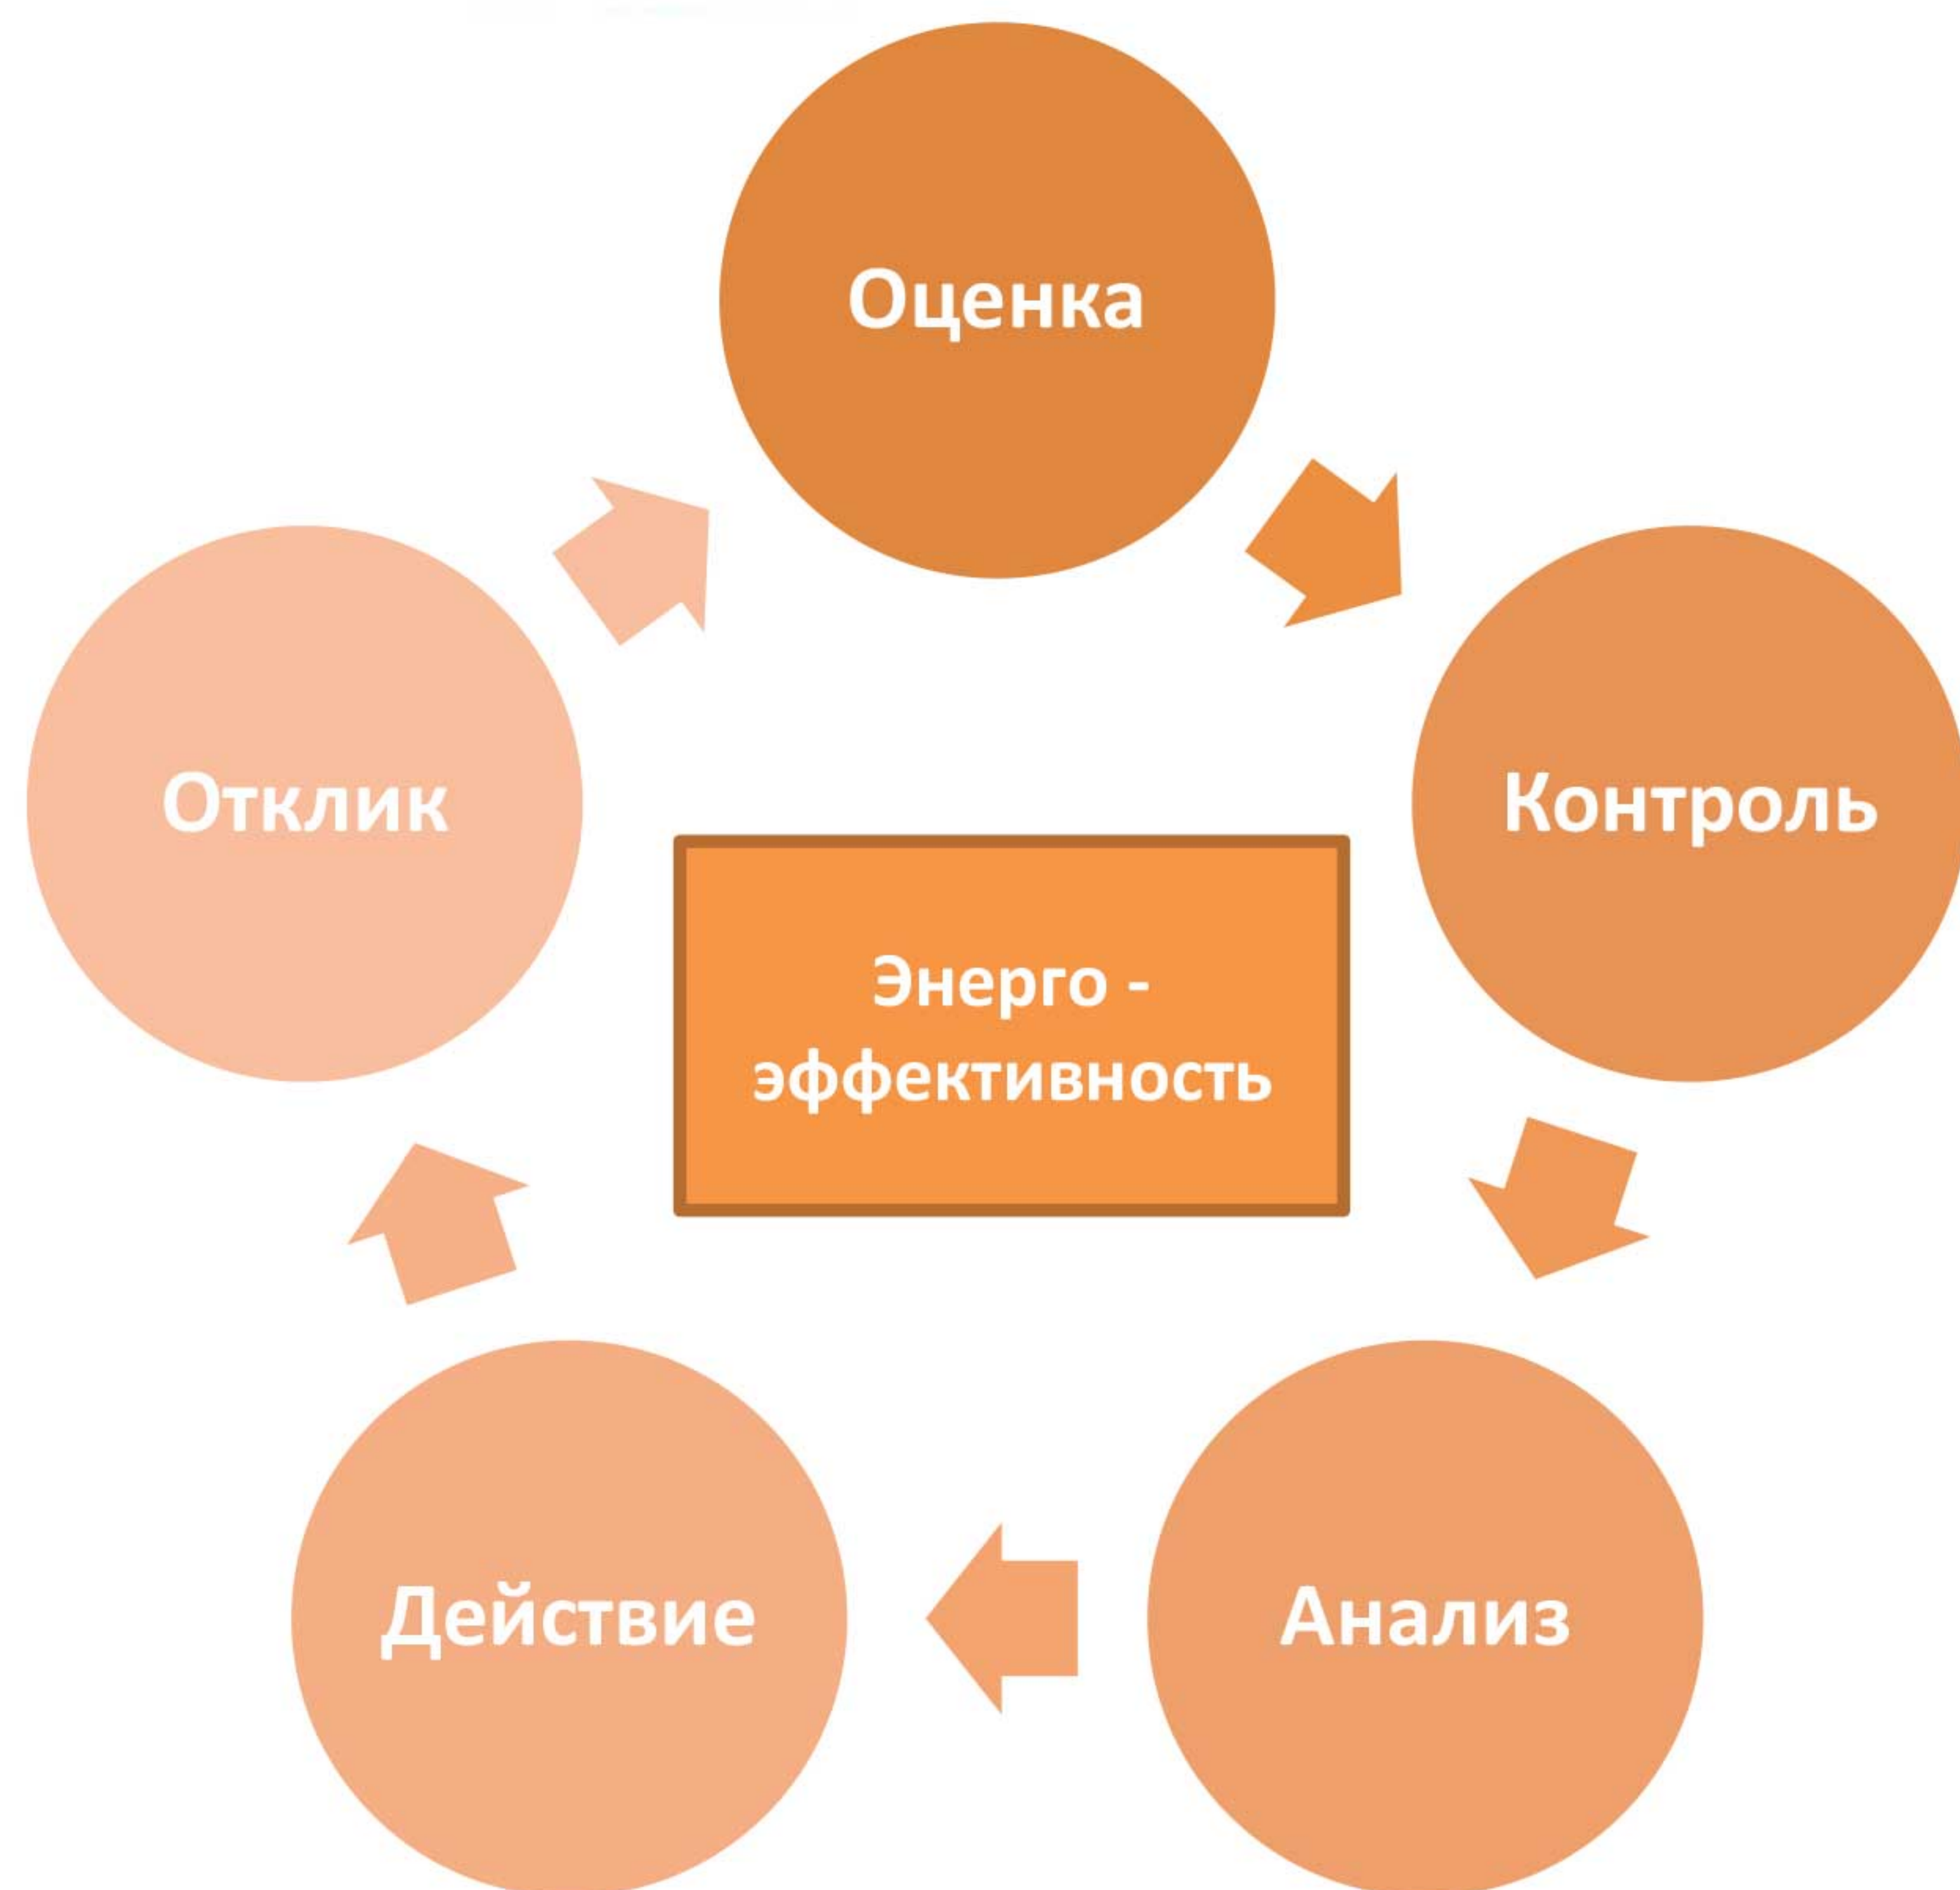 Оценка
Контроль
Анализ
Действие
Отклик
Энерго -
эффективность